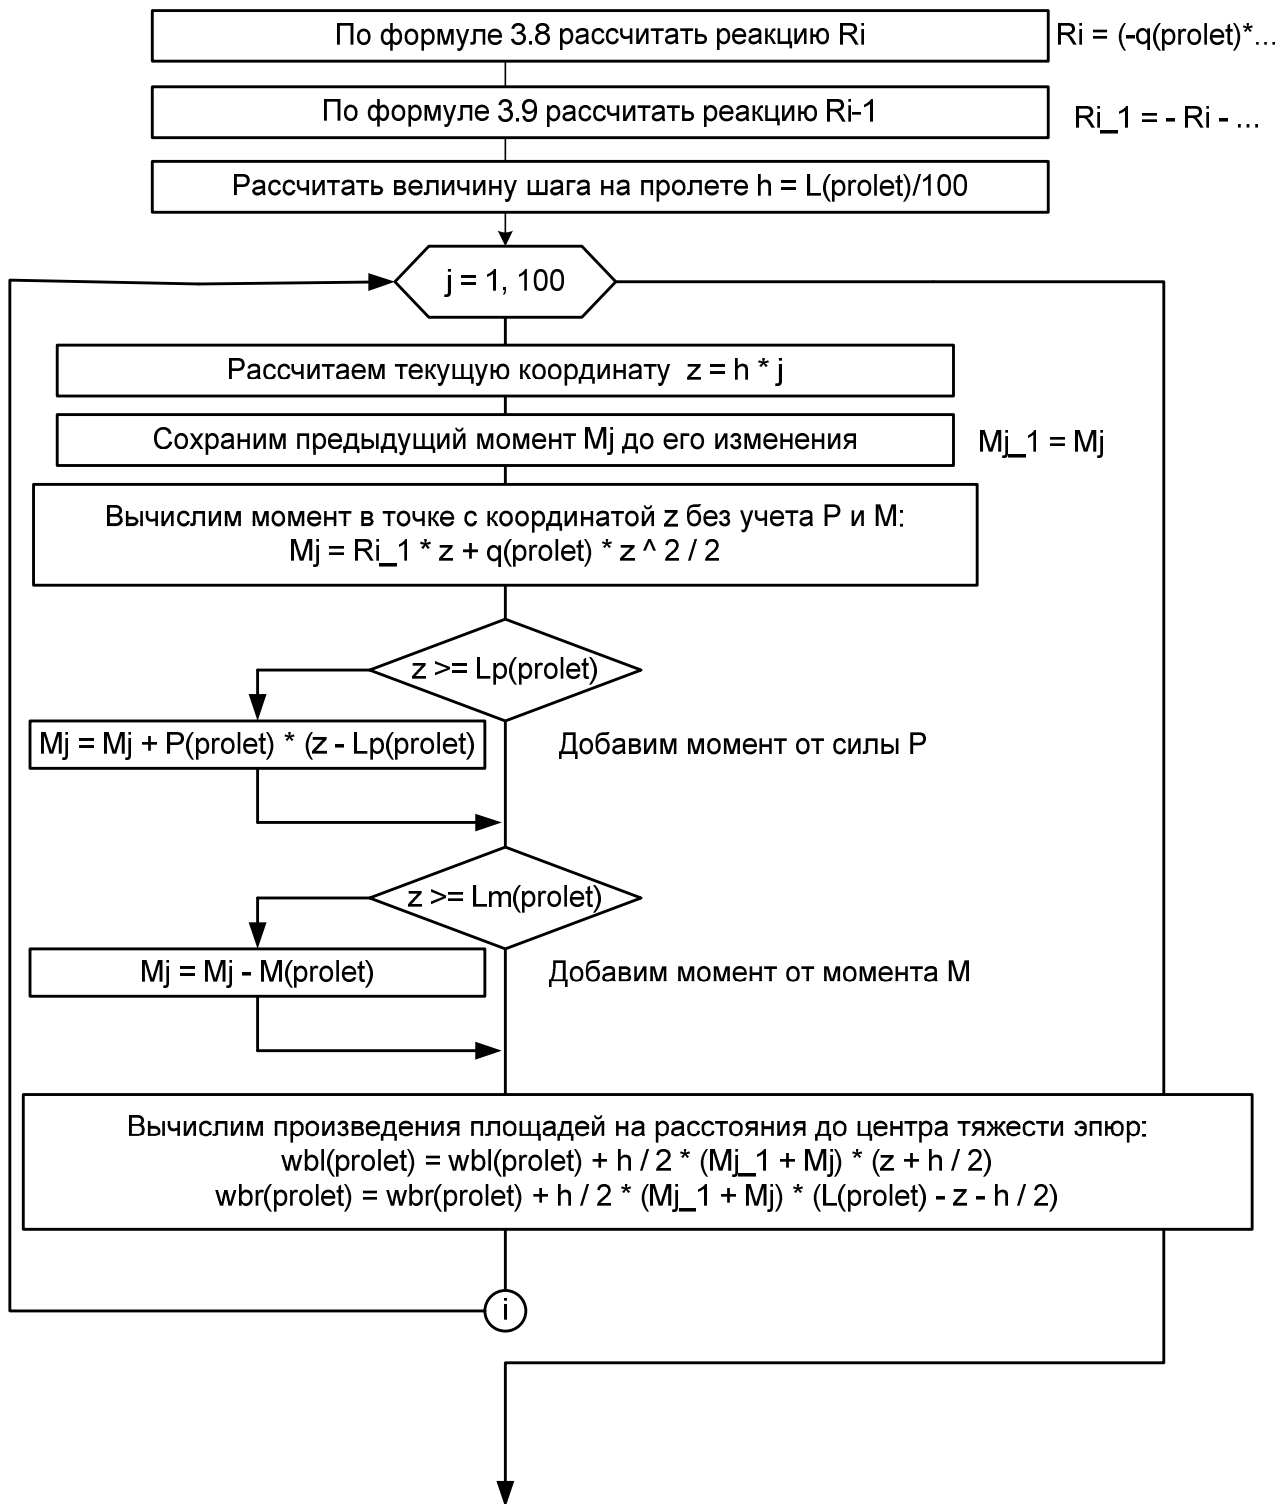 По формуле 3.8 рассчитать реакцию Ri
Ri = (-q(prolet)*...
По формуле 3.9 рассчитать реакцию Ri-1
Ri_1 = - Ri - ...
Рассчитать величину шага на пролете h = L(prolet)/100
j = 1, 100
Рассчитаем текущую координату z = h * j
Сохраним предыдущий момент Mj до его изменения
Mj_1 = Mj
Вычислим момент в точке с координатой z без учета P и M:
Mj = Ri_1 * z + q(prolet) * z ^ 2 / 2
z >= Lp(prolet)
Mj = Mj + P(prolet) * (z - Lp(prolet)
Добавим момент от силы P
z >= Lm(prolet)
Mj = Mj - M(prolet)
Добавим момент от момента M
Вычислим произведения площадей на расстояния до центра тяжести эпюр:
wbl(prolet) = wbl(prolet) + h / 2 * (Mj_1 + Mj) * (z + h / 2)
wbr(prolet) = wbr(prolet) + h / 2 * (Mj_1 + Mj) * (L(prolet) - z - h / 2)
i